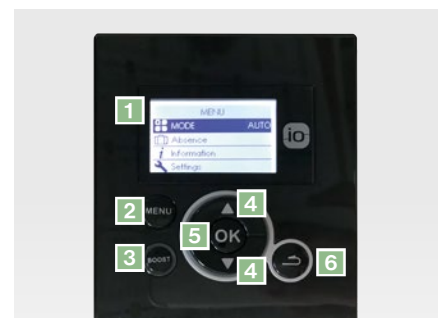 MENU
1
MODE AUTO
Absence
i Information
Settings
io
2
MENU
4
5
OK
3
BOOST
4
6